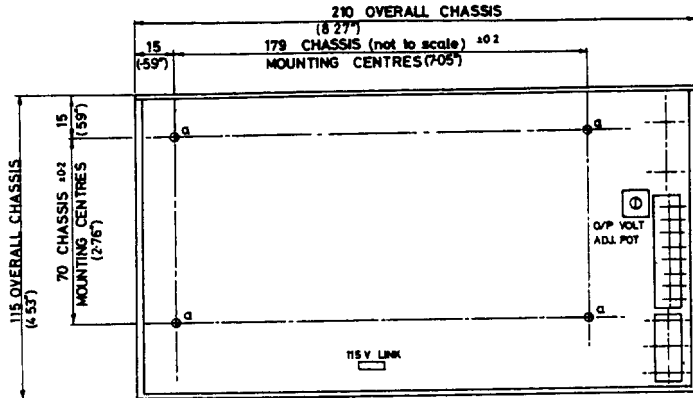 210 OVERALL CHASSIS
(8·27")
15
(·59")
179 CHASSIS (not to scale) ±0·2
MOUNTING CENTRES (7·05")
15
(·59")
70 CHASSIS ±0·2
MOUNTING CENTRES
(2·76")
115 OVERALL CHASSIS
(4·53")
a
a
O/P VOLT
ADJ. POT
a
a
115 V LINK